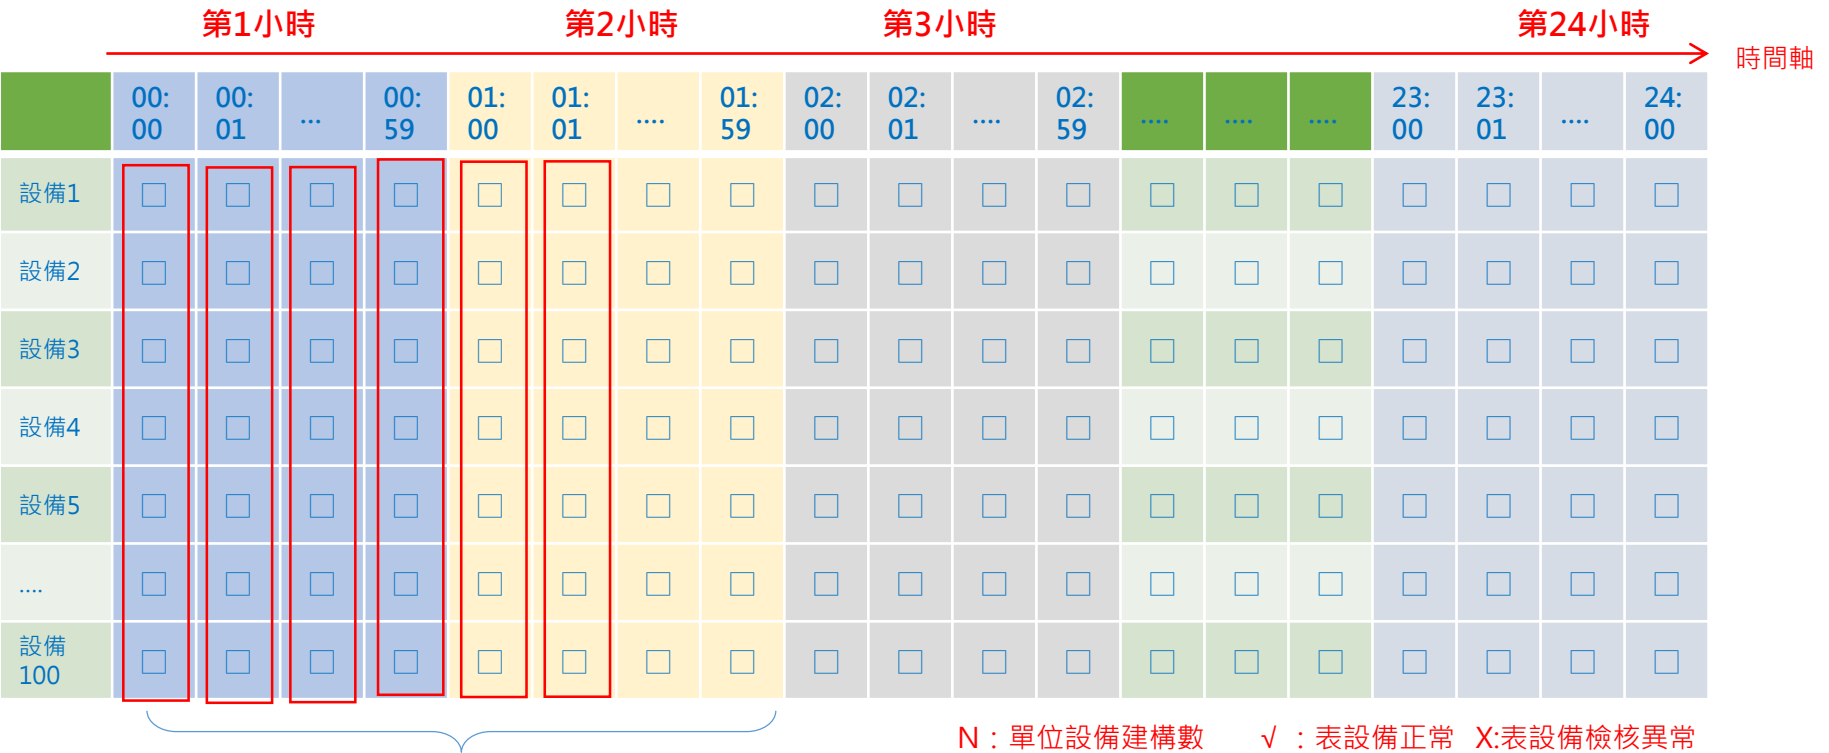 第1小時 第2小時 第3小時 第24小時
時間軸
00:00 00:01 ... 00:59 01:00 01:01 .... 01:59 02:00 02:01 .... 02:59 .... .... .... 23:00 23:01 .... 24:00
設備1 □ □ □ □ □ □ □ □ □ □ □ □ □ □ □ □ □ □ □
設備2 □ □ □ □ □ □ □ □ □ □ □ □ □ □ □ □ □ □ □
設備3 □ □ □ □ □ □ □ □ □ □ □ □ □ □ □ □ □ □ □
設備4 □ □ □ □ □ □ □ □ □ □ □ □ □ □ □ □ □ □ □
設備5 □ □ □ □ □ □ □ □ □ □ □ □ □ □ □ □ □ □ □
.... □ □ □ □ □ □ □ □ □ □ □ □ □ □ □ □ □ □ □
設備100 □ □ □ □ □ □ □ □ □ □ □ □ □ □ □ □ □ □ □
N：單位設備建構數 √ ：表設備正常 X:表設備檢核異常